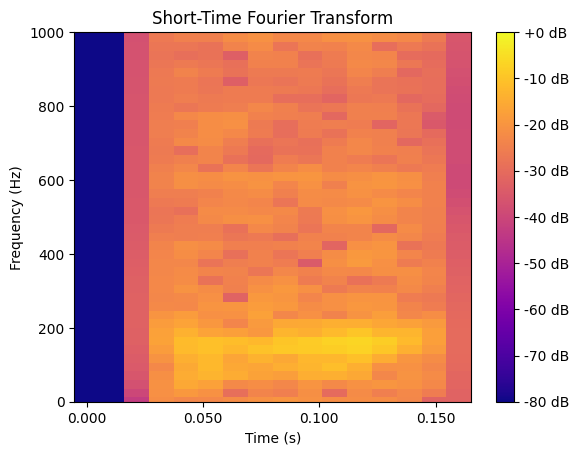 Short-Time Fourier Transform
1000
800
600
400
200
0
Frequency (Hz)
0.000
0.050
0.100
0.150
Time (s)
+0 dB
-10 dB
-20 dB
-30 dB
-40 dB
-50 dB
-60 dB
-70 dB
-80 dB